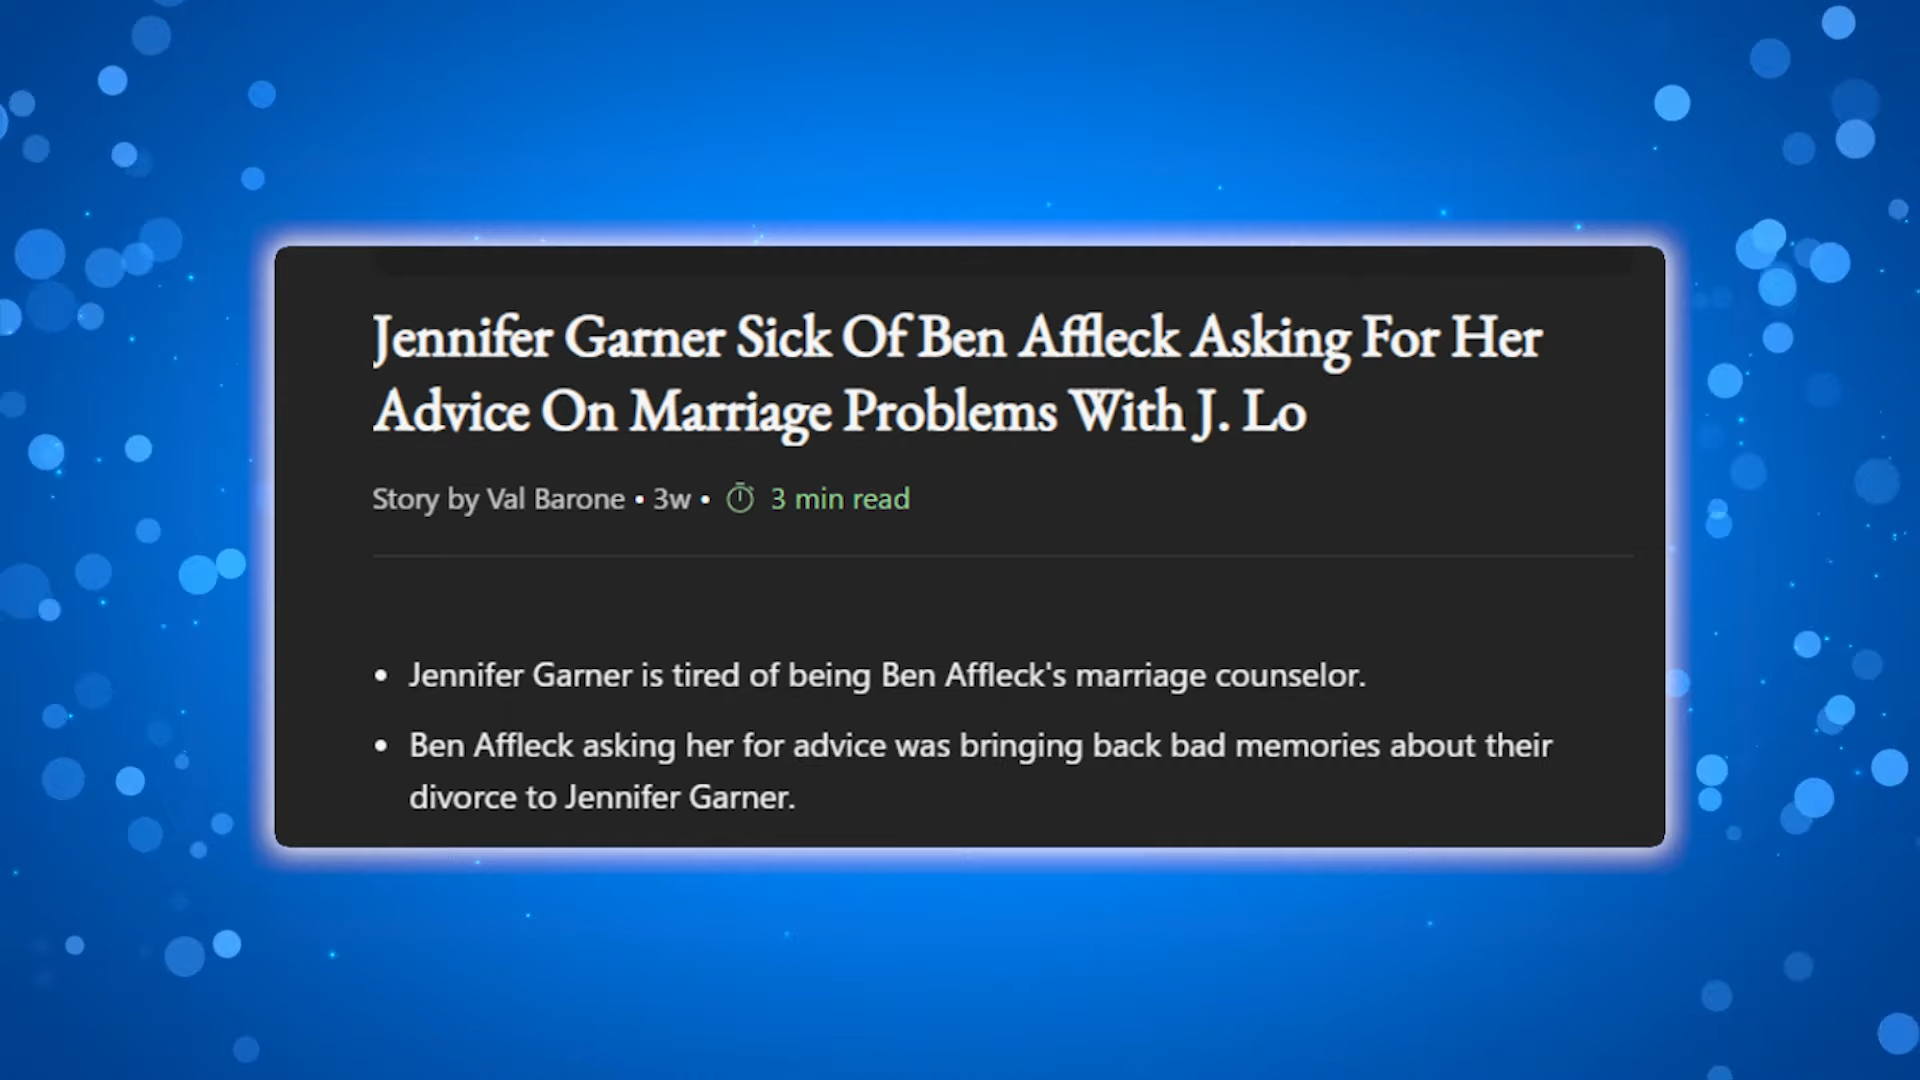 Jennifer Garner Sick Of Ben Affleck Asking For Her
Advice On Marriage Problems With J. Lo
Story by Val Barone • 3w • 3 min read
• Jennifer Garner is tired of being Ben Affleck's marriage counselor.
• Ben Affleck asking her for advice was bringing back bad memories about their
divorce to Jennifer Garner.